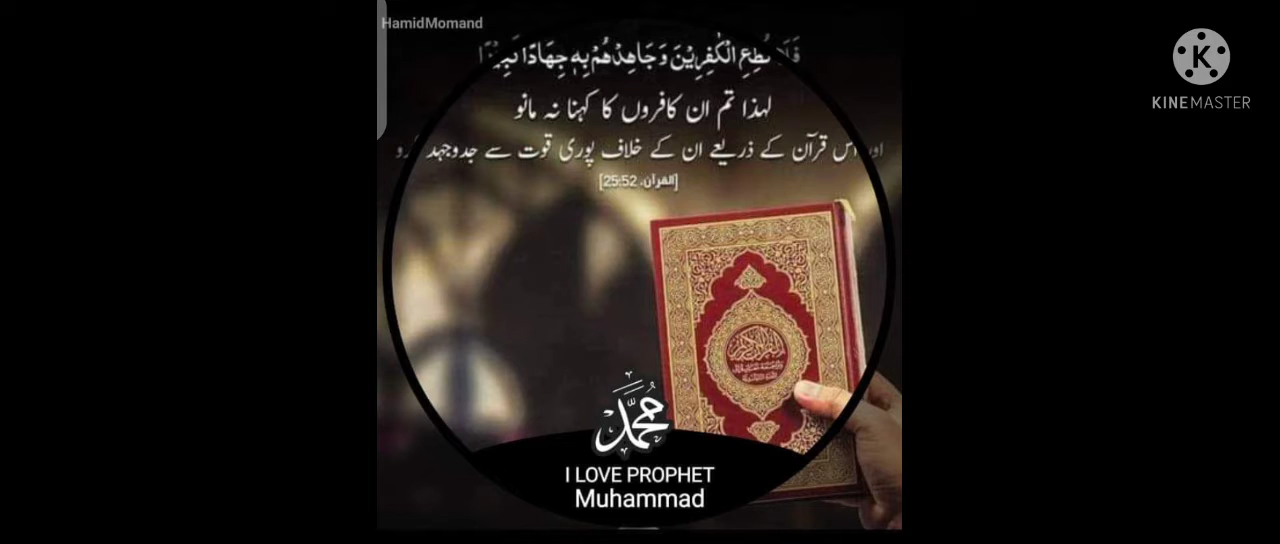 HamidMomand
فَلَا تُطِعِ الْكٰفِرِيْنَ وَجَاهِدْهُمْ بِهٖ جِهَادًا كَبِيْرًا
لہذا تم ان کافروں کا کہنا نہ مانو
اور اس قرآن کے ذریعے ان کے خلاف پوری قوت سے جدوجہد کرو
[القرآن، 25:52]
K
KINEMASTER
محمد
I LOVE PROPHET
Muhammad